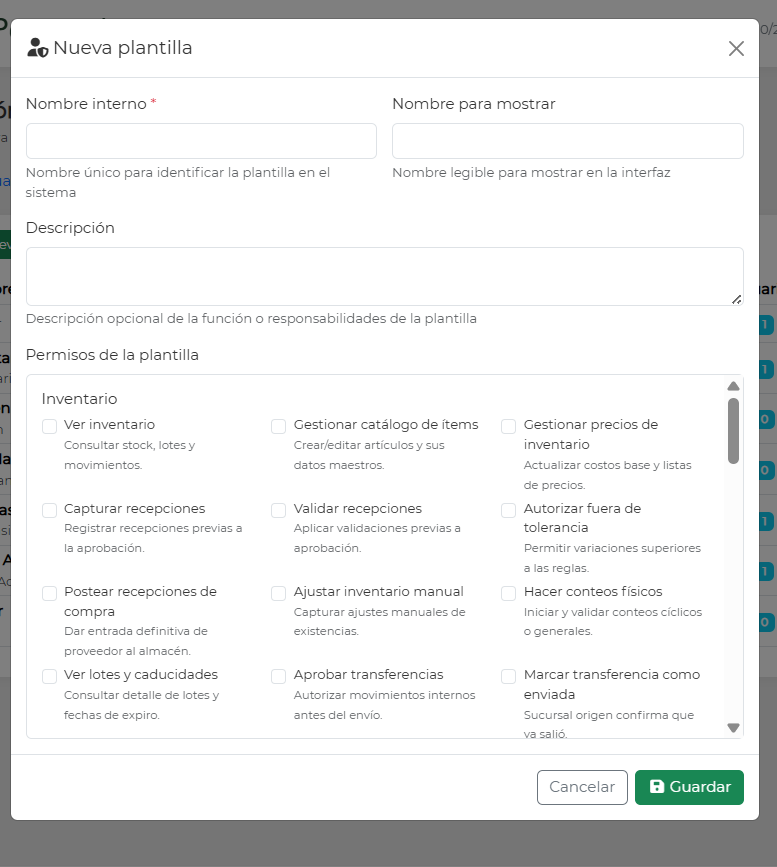 Nueva plantilla
Nombre interno *
Nombre para mostrar
Nombre único para identificar la plantilla en el
sistema
Nombre legible para mostrar en la interfaz
Descripción
Descripción opcional de la función o responsabilidades de la plantilla
Permisos de la plantilla
Inventario
Ver inventario
Consultar stock, lotes y
movimientos.
Gestionar catálogo de ítems
Crear/editar artículos y sus
datos maestros.
Gestionar precios de
inventario
Actualizar costos base y listas
de precios.
Capturar recepciones
Registrar recepciones previas a
la aprobación.
Validar recepciones
Aplicar validaciones previas a
aprobación.
Autorizar fuera de
tolerancia
Permitir variaciones superiores
a las reglas.
Postear recepciones de
compra
Dar entrada definitiva de
proveedor al almacén.
Ajustar inventario manual
Capturar ajustes manuales de
existencias.
Hacer conteos físicos
Iniciar y validar conteos cíclicos
o generales.
Ver lotes y caducidades
Consultar detalle de lotes y
fechas de expiro.
Aprobar transferencias
Autorizar movimientos internos
antes del envío.
Marcar transferencia como
enviada
Sucursal origen confirma que
ya salió.
Cancelar
Guardar
1
1
0
0
1
1
0